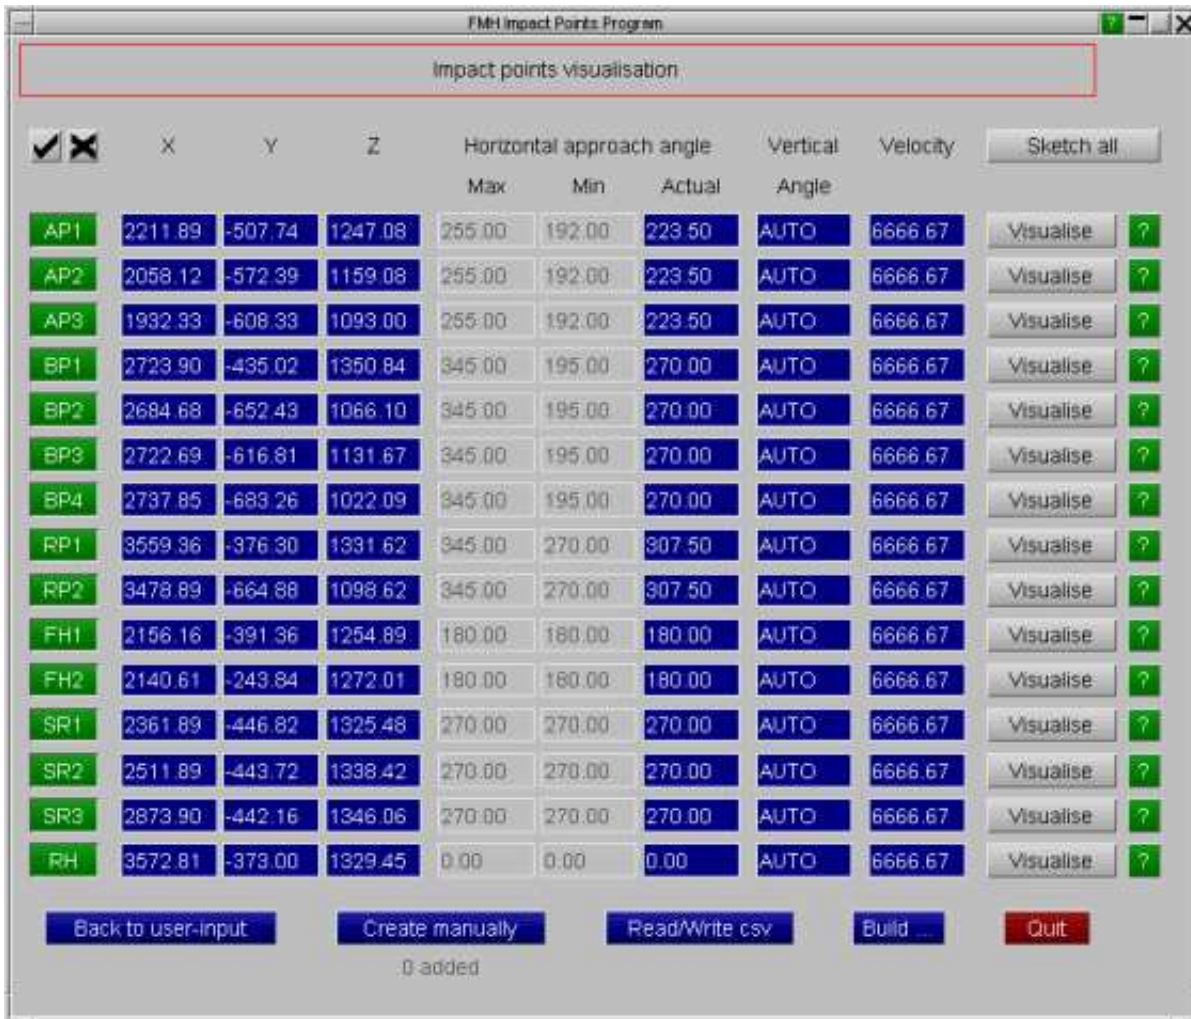 FMH Impact Points Program ?
Impact points visualisation
X Y Z Horizontal approach angle Vertical Velocity Sketch all
Max Min Actual Angle
AP1 2211.89 -507.74 1247.08 255.00 192.00 223.50 AUTO 6666.67 Visualise ?
AP2 2058.12 -572.39 1159.08 255.00 192.00 223.50 AUTO 6666.67 Visualise ?
AP3 1932.33 -608.33 1093.00 255.00 192.00 223.50 AUTO 6666.67 Visualise ?
BP1 2723.90 -435.02 1350.84 345.00 195.00 270.00 AUTO 6666.67 Visualise ?
BP2 2684.68 -652.43 1066.10 345.00 195.00 270.00 AUTO 6666.67 Visualise ?
BP3 2722.69 -616.81 1131.67 345.00 195.00 270.00 AUTO 6666.67 Visualise ?
BP4 2737.85 -683.26 1022.09 345.00 195.00 270.00 AUTO 6666.67 Visualise ?
RP1 3559.36 -376.30 1331.62 345.00 270.00 307.50 AUTO 6666.67 Visualise ?
RP2 3478.89 -664.88 1098.62 345.00 270.00 307.50 AUTO 6666.67 Visualise ?
FH1 2156.16 -391.36 1254.89 180.00 180.00 180.00 AUTO 6666.67 Visualise ?
FH2 2140.61 -243.84 1272.01 180.00 180.00 180.00 AUTO 6666.67 Visualise ?
SR1 2361.89 -446.82 1325.48 270.00 270.00 270.00 AUTO 6666.67 Visualise ?
SR2 2511.89 -443.72 1338.42 270.00 270.00 270.00 AUTO 6666.67 Visualise ?
SR3 2873.90 -442.16 1346.06 270.00 270.00 270.00 AUTO 6666.67 Visualise ?
RH 3572.81 -373.00 1329.45 0.00 0.00 0.00 AUTO 6666.67 Visualise ?
Back to user-input Create manually Read/Write csv Build ... Quit
0 added